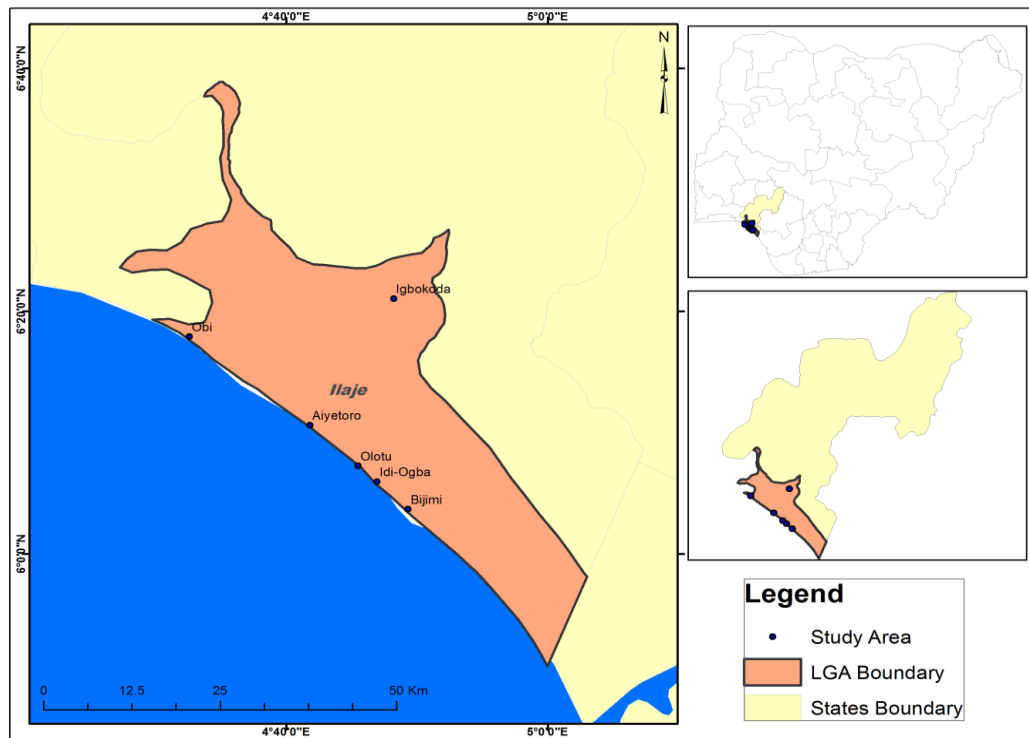 4°40'0"E
5°0'0"E
N
6°40'0"N
6°20'0"N
6°0'0"N
Igbokoda
Obi
Ilaje
Aiyetoro
Olotu
Idi-Ogba
Bijimi
0 12.5 25 50 Km
4°40'0"E
5°0'0"E
Legend
Study Area
LGA Boundary
States Boundary